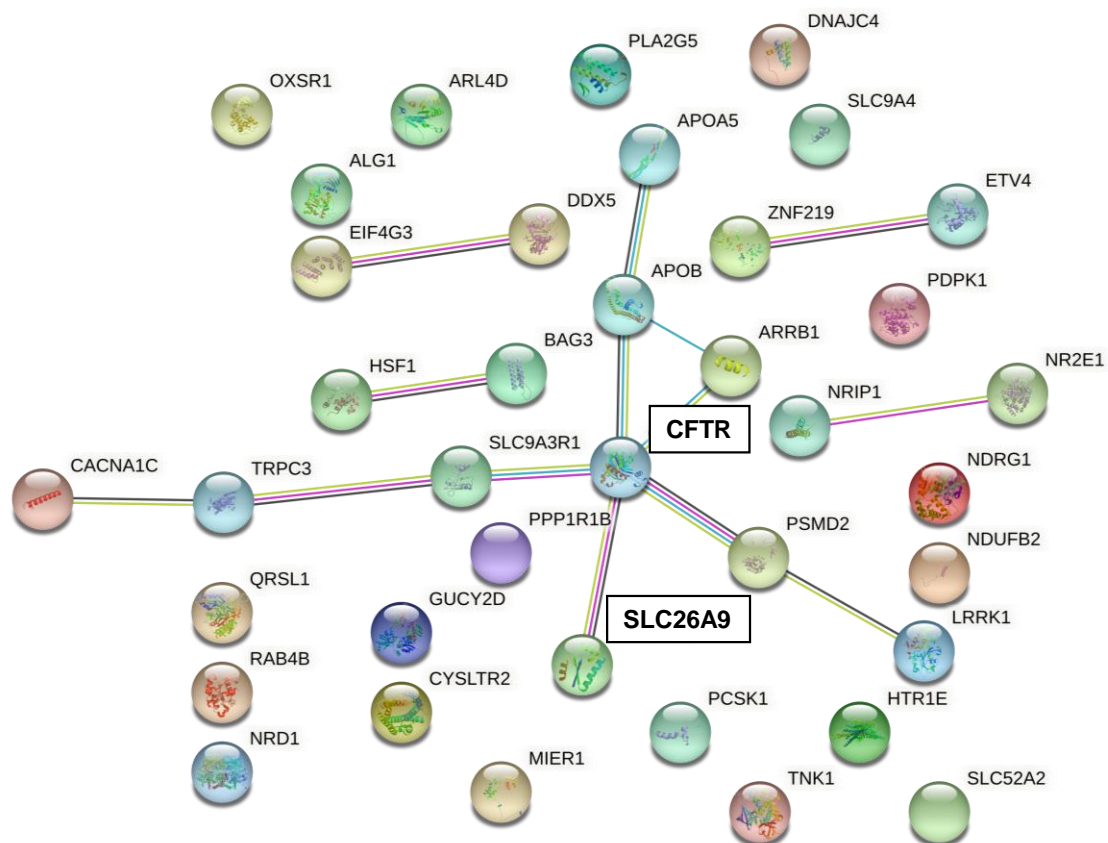 DNAJC4
PLA2G5
OXSR1
ARL4D
SLC9A4
APOA5
ALG1
ETV4
DDX5
ZNF219
EIF4G3
APOB
PDPK1
ARRB1
BAG3
HSF1
NR2E1
NRIP1
CFTR
SLC9A3R1
CACNA1C
TRPC3
NDRG1
PPP1R1B
PSMD2
NDUFB2
QRSL1
GUCY2D
SLC26A9
LRRK1
RAB4B
CYSLTR2
PCSK1
HTR1E
NRD1
MIER1
TNK1
SLC52A2